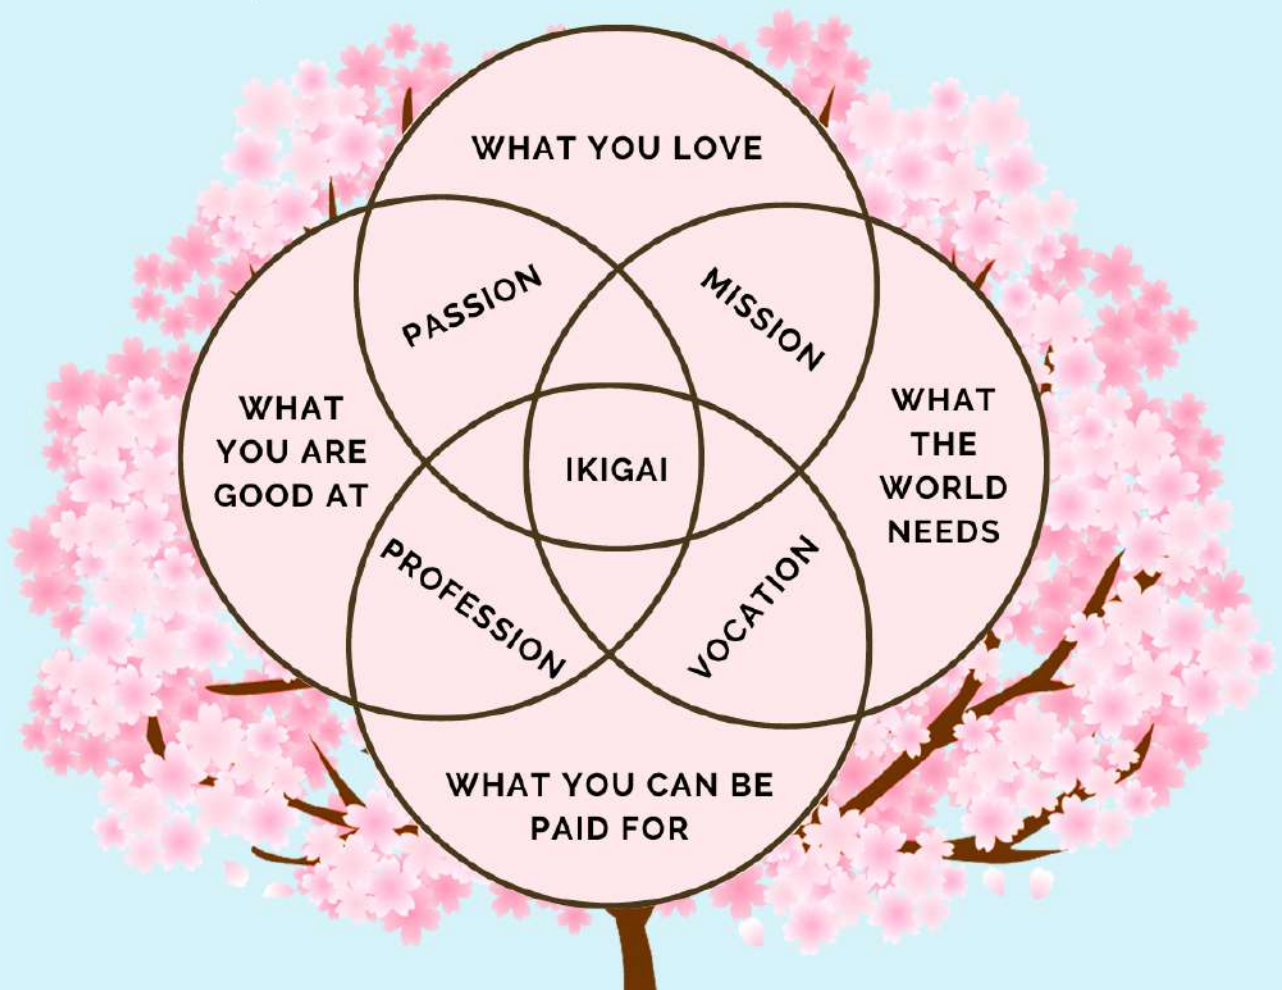 WHAT YOU LOVE
PASSION
MISSION
WHAT
YOU ARE
GOOD AT
IKIGAI
WHAT
THE
WORLD
NEEDS
PROFESSION
VOCATION
WHAT YOU CAN BE
PAID FOR